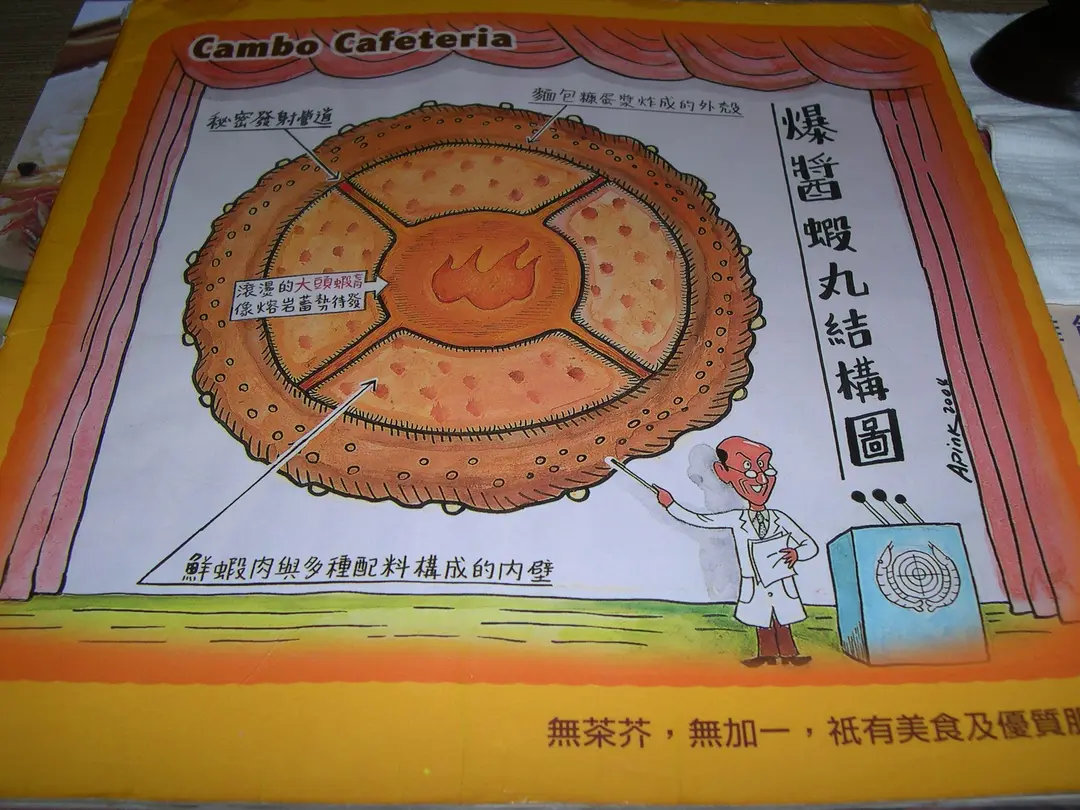 Cambo Cafeteria
麵包糠蛋漿炸成的外殼
秘密發射管道
爆醬蝦丸結構圖
滾燙的大頭蝦膏
像熔岩蓄勢待發
APink 2004
鮮蝦肉與多種配料構成的內壁
無茶芥，無加一，祇有美食及優質服